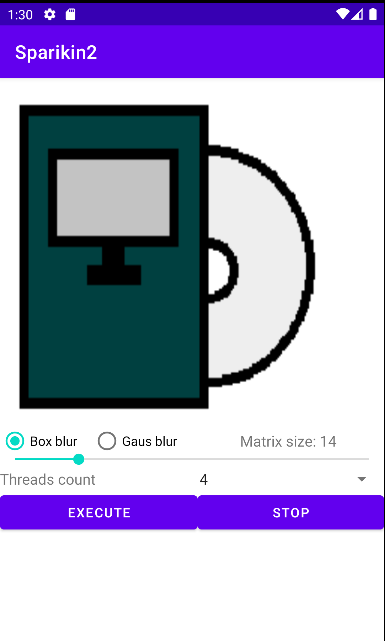 1:30
Sparikin2
Box blur Gaus blur Matrix size: 14
Threads count 4
EXECUTE STOP